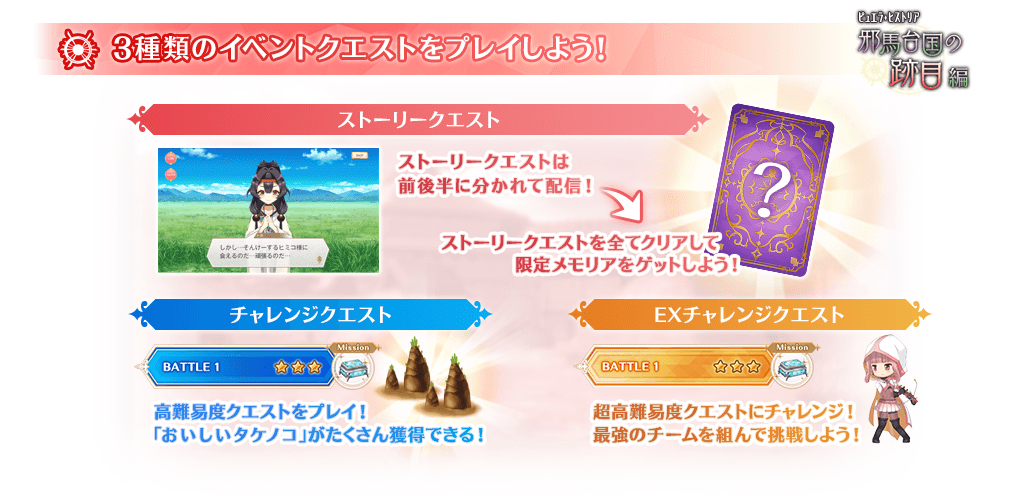 3種類のイベントクエストをプレイしよう!
ピュエラ・ヒストリア
邪馬台国の
跡目編
ストーリークエスト
しかし…そんけーするヒミコ様に
会えるのだ…頑張るのだ…
ストーリークエストは
前後半に分かれて配信!
?
ストーリークエストを全てクリアして
限定メモリアをゲットしよう!
チャレンジクエスト
Mission
BATTLE 1
高難易度クエストをプレイ!
「おいしいタケノコ」がたくさん獲得できる!
EXチャレンジクエスト
Mission
BATTLE 1
超高難易度クエストにチャレンジ!
最強のチームを組んで挑戦しよう!